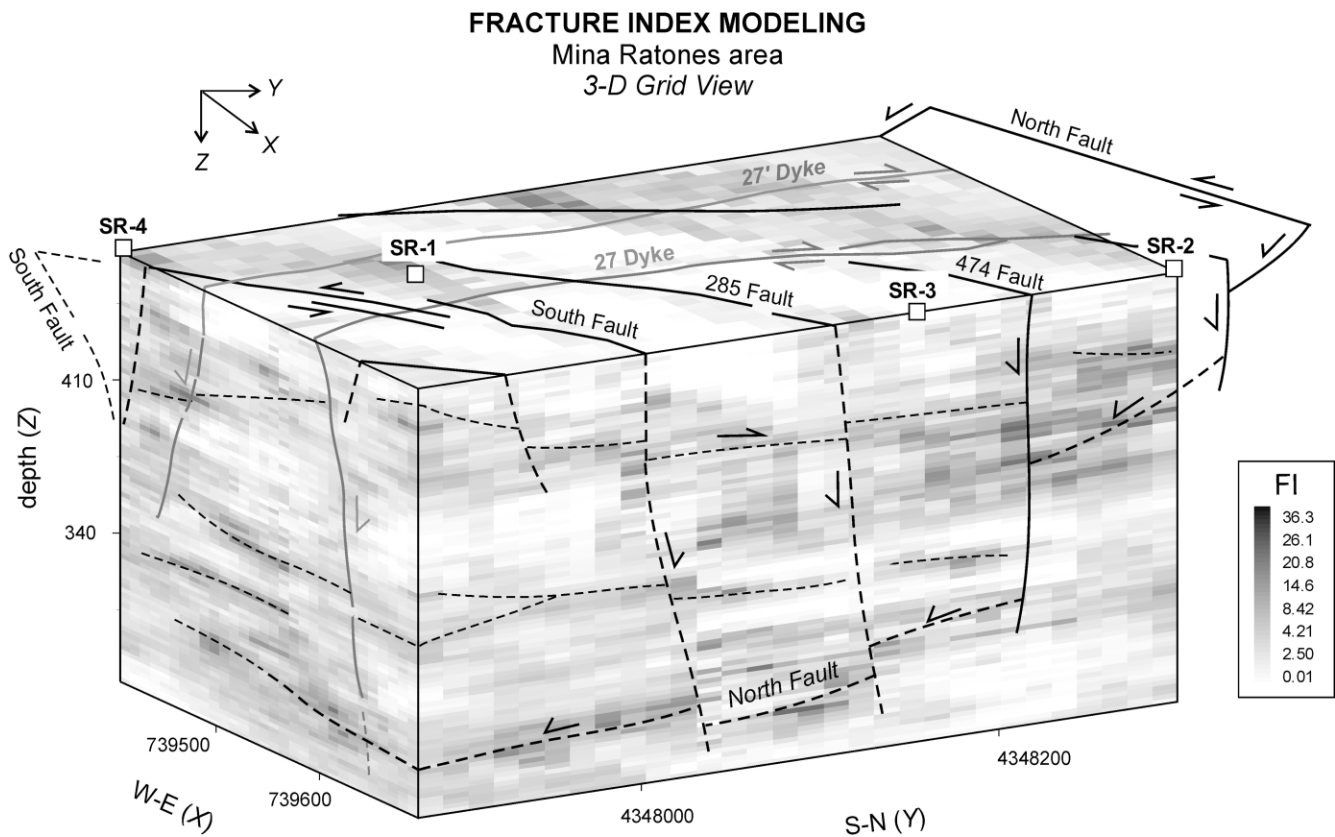 FRACTURE INDEX MODELING
Mina Ratones area
3-D Grid View
Y
X
Z
North Fault
27' Dyke
SR-4
SR-1
SR-2
27 Dyke
474 Fault
South Fault
285 Fault
SR-3
South Fault
410
depth (Z)
340
FI
36.3
26.1
20.8
14.6
8.42
4.21
2.50
0.01
North Fault
739500
739600
W-E (X)
4348000
4348200
S-N (Y)